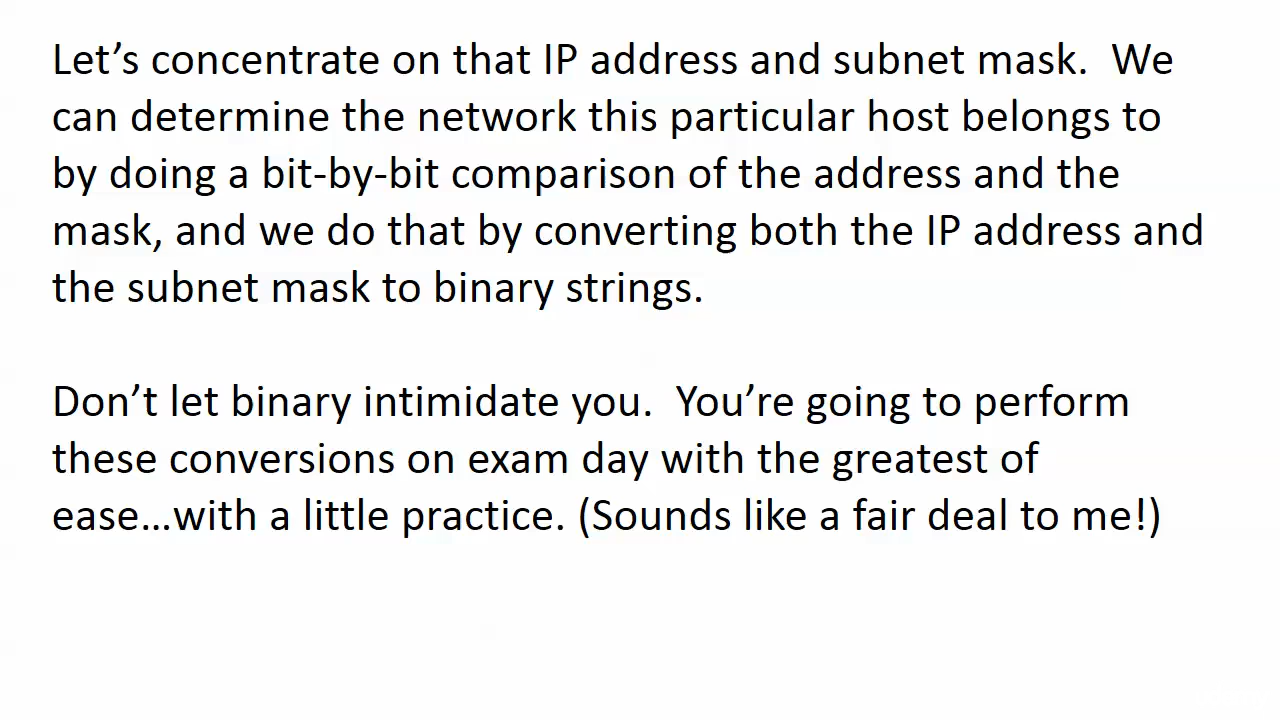 Let’s concentrate on that IP address and subnet mask.  We
can determine the network this particular host belongs to
by doing a bit-by-bit comparison of the address and the
mask, and we do that by converting both the IP address and
the subnet mask to binary strings.
Don’t let binary intimidate you.  You’re going to perform
these conversions on exam day with the greatest of
ease…with a little practice. (Sounds like a fair deal to me!)